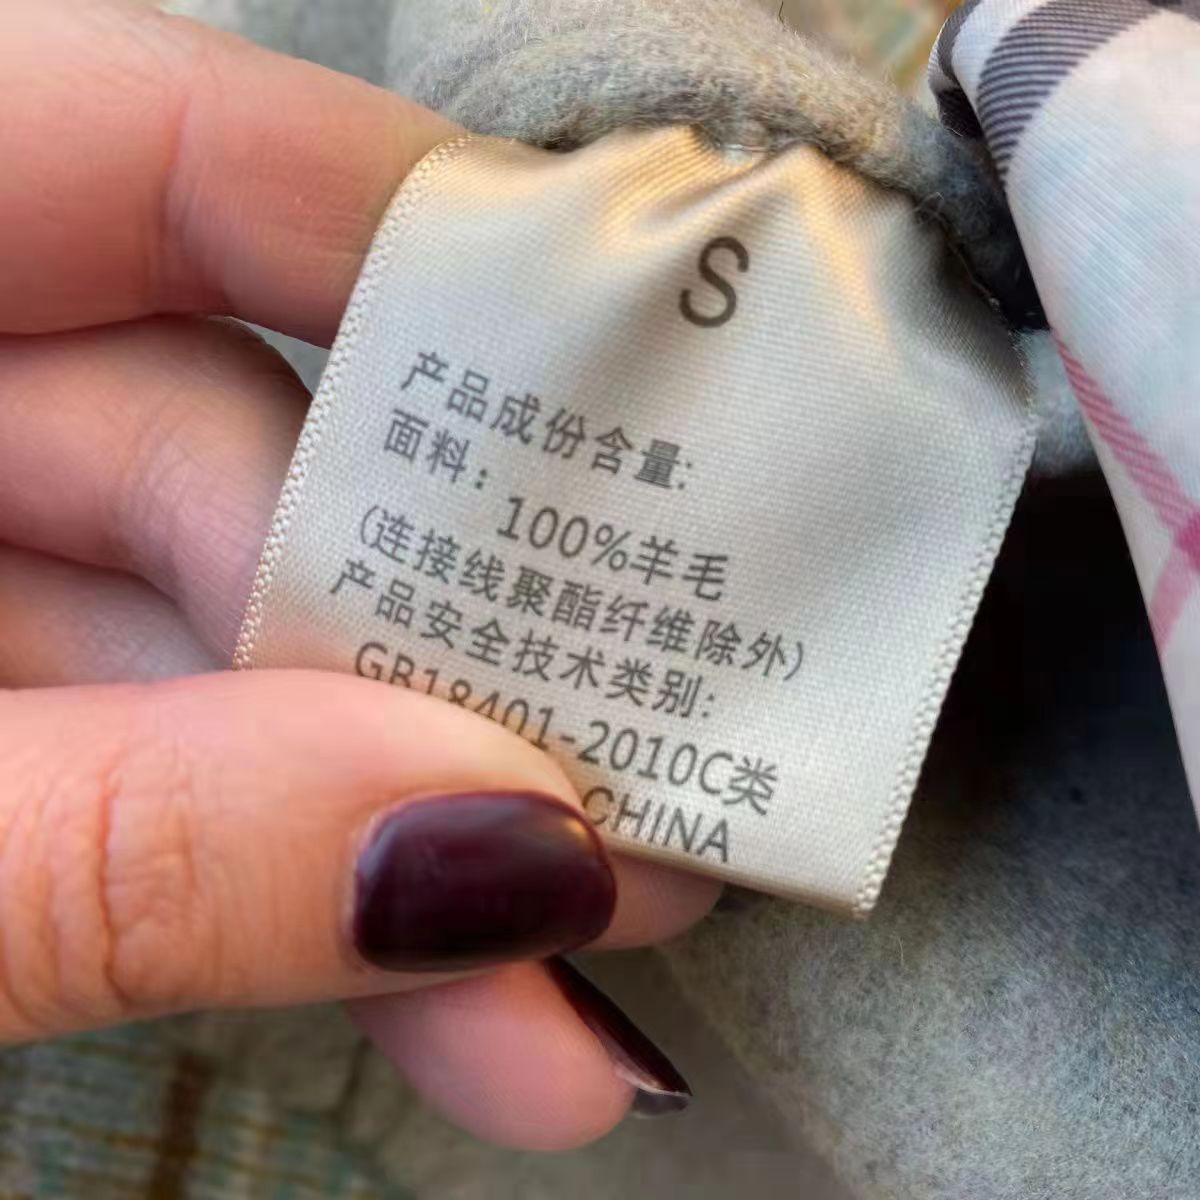 S
产品成份含量:
面料: 100%羊毛
(连接线聚酯纤维除外)
产品安全技术类别:
GB18401-2010C类
CHINA